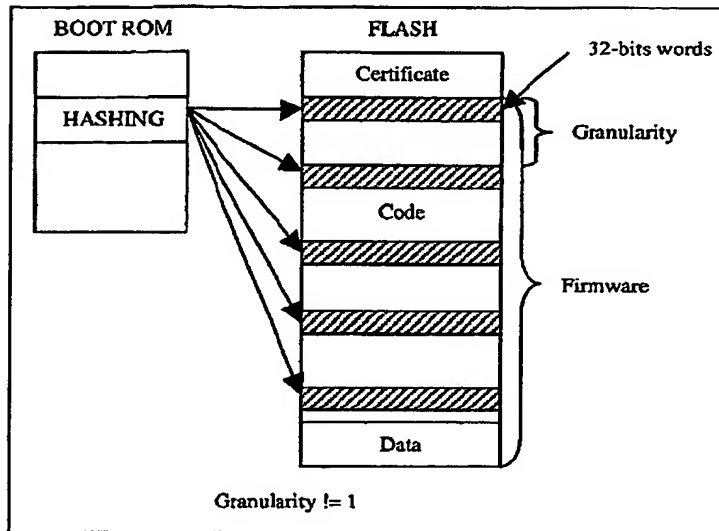 BOOT ROM
FLASH
HASHING
Certificate
32-bits words
Granularity
Code
Firmware
Data
Granularity != 1